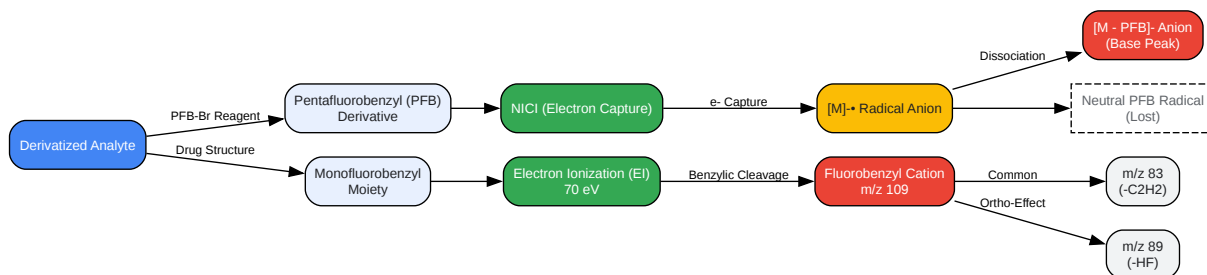 Derivatized Analyte
PFB-Br Reagent
Drug Structure
Pentafluorobenzyl (PFB)
Derivative
Monofluorobenzyl
Moiety
NICI (Electron Capture)
Electron Ionization (EI)
70 eV
e- Capture
Benzylic Cleavage
[M]-• Radical Anion
Fluorobenzyl Cation
m/z 109
Dissociation
Common
Ortho-Effect
[M - PFB]- Anion
(Base Peak)
Neutral PFB Radical
(Lost)
m/z 83
(-C2H2)
m/z 89
(-HF)